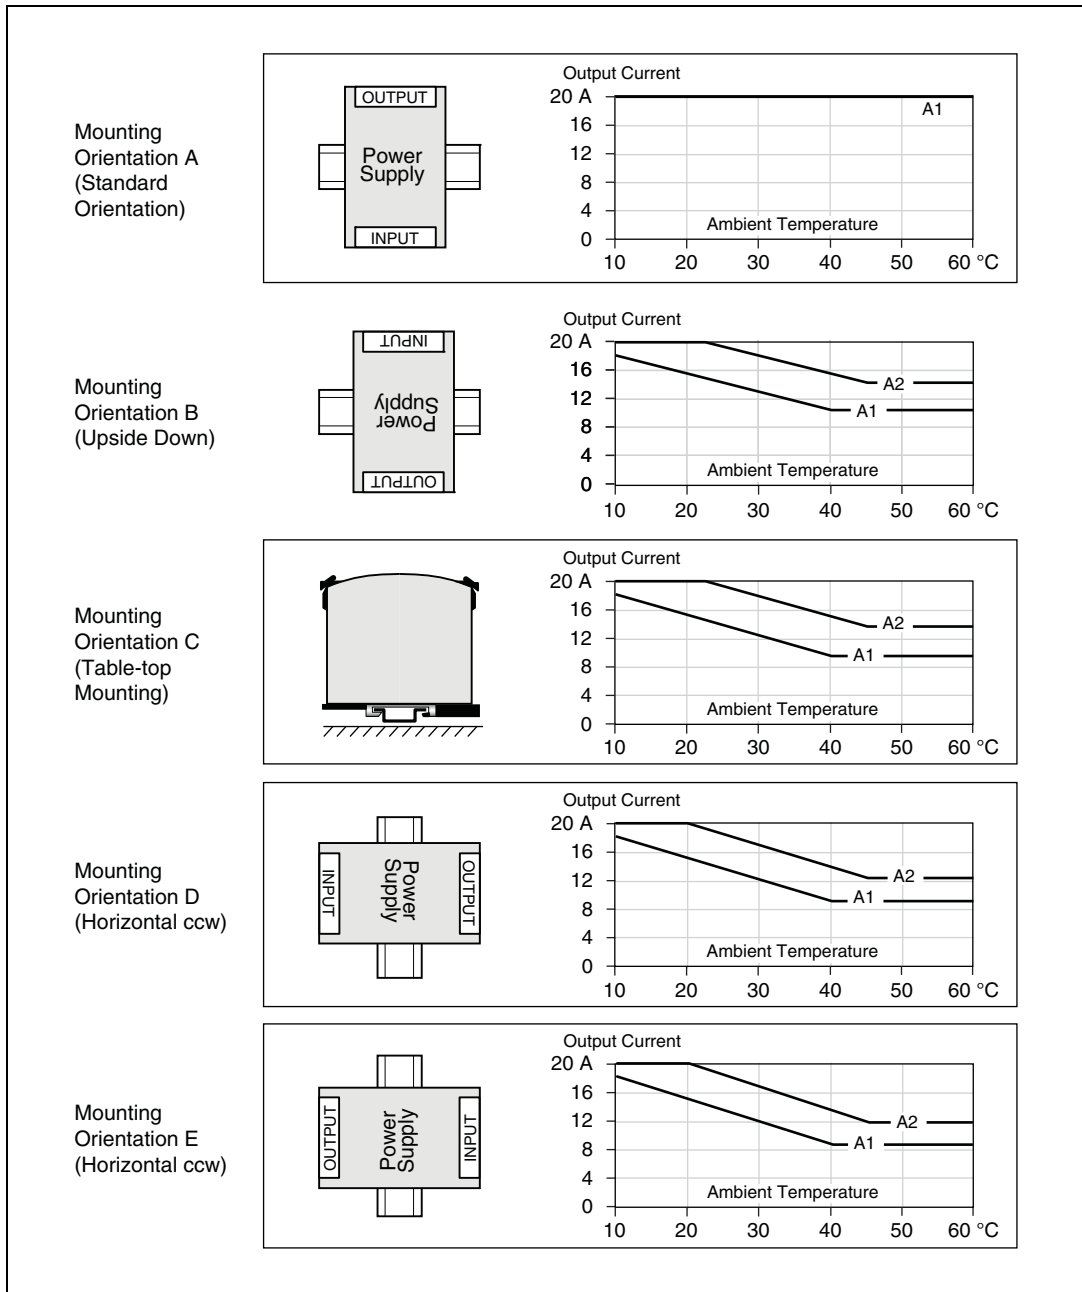 Mounting
Orientation A
(Standard
Orientation)
OUTPUT
Power
Supply
INPUT
Output Current
20 A
16
12
8
4
0
A1
Ambient Temperature
10 20 30 40 50 60 °C
Mounting
Orientation B
(Upside Down)
INPUT
Power
Supply
OUTPUT
Output Current
20 A
16
12
8
4
0
A2
A1
Ambient Temperature
10 20 30 40 50 60 °C
Mounting
Orientation C
(Table-top
Mounting)
Output Current
20 A
16
12
8
4
0
A2
A1
Ambient Temperature
10 20 30 40 50 60 °C
Mounting
Orientation D
(Horizontal ccw)
INPUT
Power
Supply
OUTPUT
Output Current
20 A
16
12
8
4
0
A2
A1
Ambient Temperature
10 20 30 40 50 60 °C
Mounting
Orientation E
(Horizontal ccw)
OUTPUT
Power
Supply
INPUT
Output Current
20 A
16
12
8
4
0
A2
A1
Ambient Temperature
10 20 30 40 50 60 °C